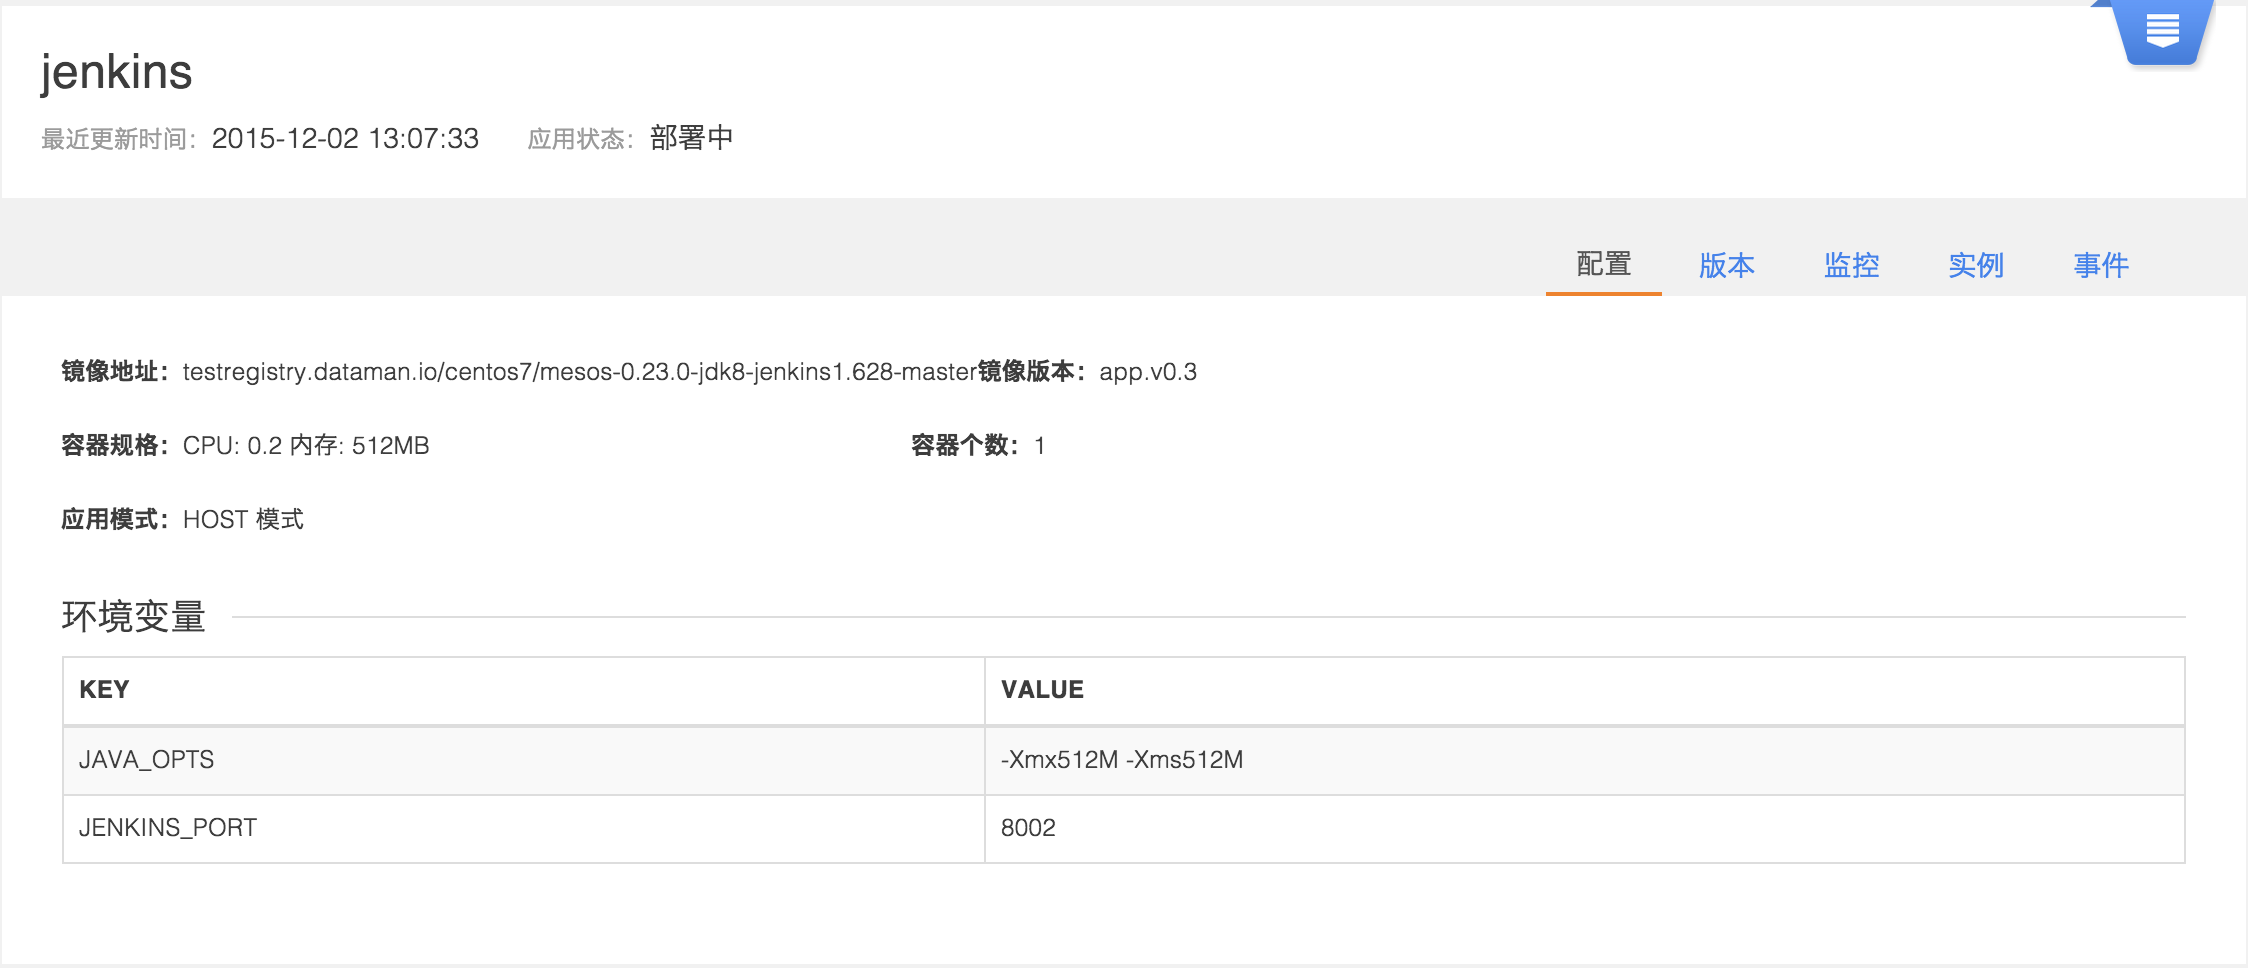 jenkins
最近更新时间: 2015-12-02 13:07:33 应用状态: 部署中
配置 版本 监控 实例 事件
镜像地址: testregistry.dataman.io/centos7/mesos-0.23.0-jdk8-jenkins1.628-master镜像版本: app.v0.3
容器规格: CPU: 0.2 内存: 512MB 容器个数: 1
应用模式: HOST 模式
环境变量
KEY VALUE
JAVA_OPTS -Xmx512M -Xms512M
JENKINS_PORT 8002